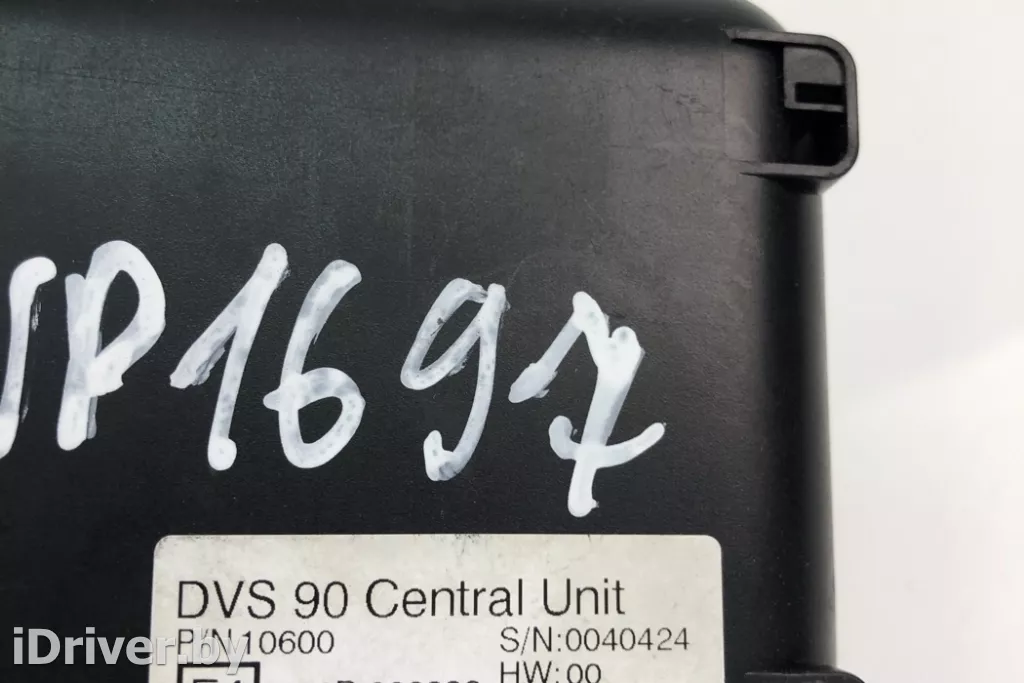 P1697
DVS 90 Central Unit
P/N 10600 S/N:0040424
HW:00
iDriver.by